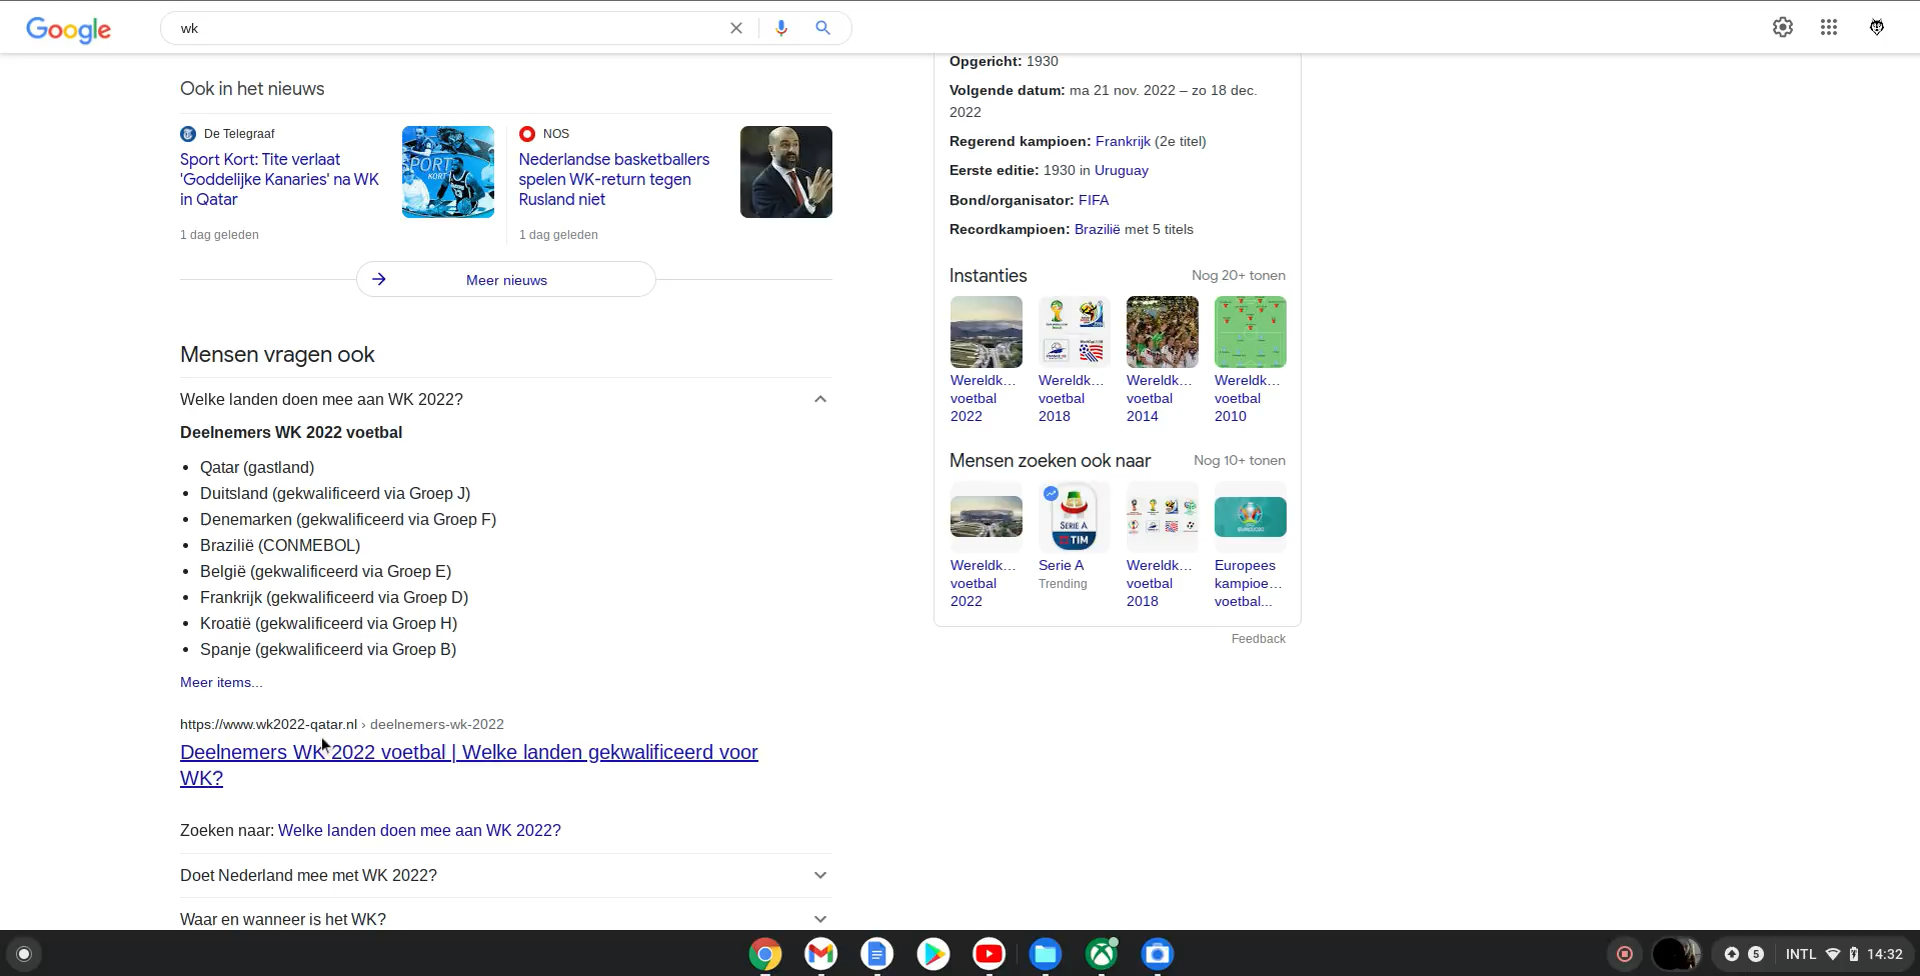 Google
wk
Ook in het nieuws
De Telegraaf
Sport Kort: Tite verlaat
'Goddelijke Kanaries' na WK
in Qatar
1 dag geleden
SPORT
KORT
NOS
Nederlandse basketballers
spelen WK-return tegen
Rusland niet
1 dag geleden
Meer nieuws
Mensen vragen ook
Welke landen doen mee aan WK 2022?
Deelnemers WK 2022 voetbal
Qatar (gastland)
Duitsland (gekwalificeerd via Groep J)
Denemarken (gekwalificeerd via Groep F)
Brazilië (CONMEBOL)
België (gekwalificeerd via Groep E)
Frankrijk (gekwalificeerd via Groep D)
Kroatië (gekwalificeerd via Groep H)
Spanje (gekwalificeerd via Groep B)
Meer items...
https://www.wk2022-qatar.nl › deelnemers-wk-2022
Deelnemers WK 2022 voetbal | Welke landen gekwalificeerd voor
WK?
Zoeken naar: Welke landen doen mee aan WK 2022?
Doet Nederland mee met WK 2022?
Waar en wanneer is het WK?
Opgericht: 1930
Volgende datum: ma 21 nov. 2022 – zo 18 dec.
2022
Regerend kampioen: Frankrijk (2e titel)
Eerste editie: 1930 in Uruguay
Bond/organisator: FIFA
Recordkampioen: Brazilië met 5 titels
Instanties
Nog 20+ tonen
Wereldk...
voetbal
2022
Wereldk...
voetbal
2018
Wereldk...
voetbal
2014
Wereldk...
voetbal
2010
Mensen zoeken ook naar
Nog 10+ tonen
SERIE A
TIM
Wereldk...
voetbal
2022
Serie A
Trending
Wereldk...
voetbal
2018
Europees
kampioe...
voetbal...
Feedback
5
INTL
14:32